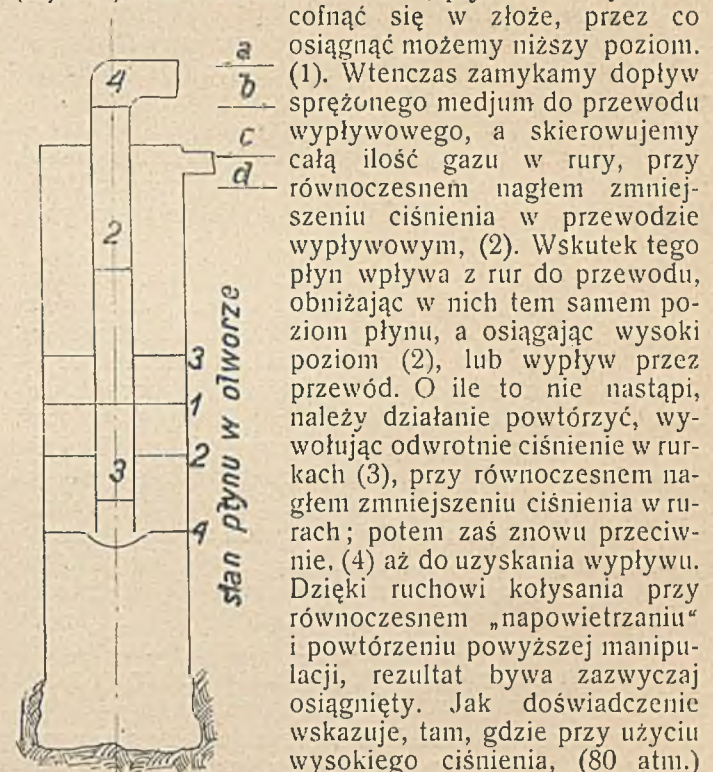 cofnąć się w złoże, przez co
osiągnąć możemy niższy poziom.
(1). Wtenczas zamykamy dopływ
sprężonego medjum do przewodu
wypływowego, a skierowujemy
całą ilość gazu w rury, przy
równoczesnem nagłem zmniej-
szeniu ciśnienia w przewodzie
wypływowym, (2). Wskutek tego
płyn wpływa z rur do przewodu,
obniżając w nich tem samem po-
ziom płynu, a osiągając wysoki
poziom (2), lub wypływ przez
przewód. O ile to nie nastąpi,
należy działanie powtórzyć, wy-
wołując odwrotnie ciśnienie w rur-
kach (3), przy równoczesnem na-
głem zmniejszeniu ciśnienia w ru-
rach; potem zaś znowu przeciw-
nie, (4) aż do uzyskania wypływu.
Dzięki ruchowi kołysania przy
równoczesnem „napowietrzaniu“
i powtórzeniu powyższej manipu-
lacji, rezultat bywa zazwyczaj
osiągnięty. Jak doświadczenie
wskazuje, tam, gdzie przy użyciu
wysokiego ciśnienia, (80 atm.)
4
a
b
c
d
2
3
1
2
3
4
stan płynu w otworze